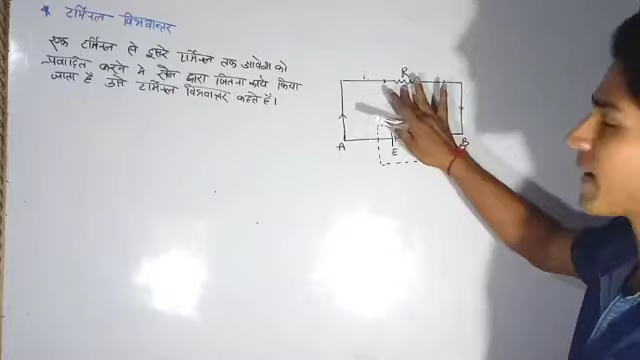 * टर्मिनल विभवान्तर
एक टर्मिनल से दूसरे टर्मिनल तक आवेश को
प्रवाहित करने में सेल द्वारा जितना कार्य किया
जाता है उसे टर्मिनल विभवान्तर कहते है।
i R
A E B